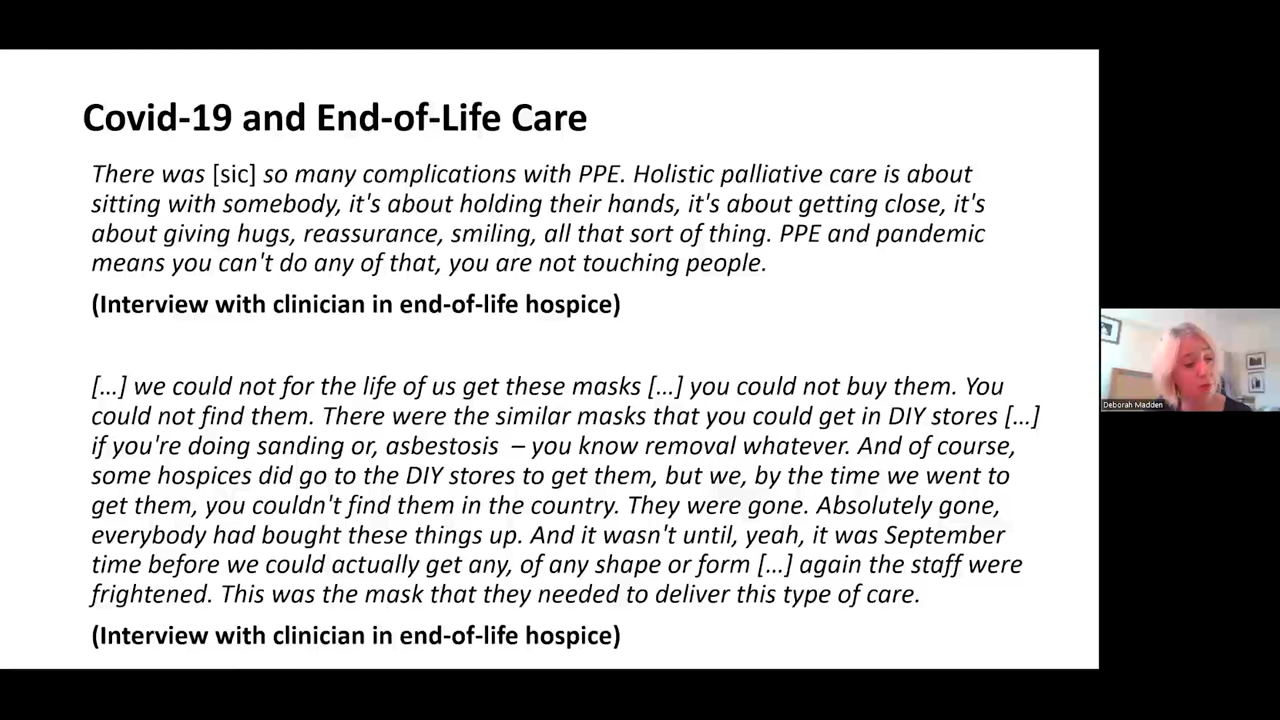 Covid-19 and End-of-Life Care
There was [sic] so many complications with PPE. Holistic palliative care is about
sitting with somebody, it's about holding their hands, it's about getting close, it's
about giving hugs, reassurance, smiling, all that sort of thing. PPE and pandemic
means you can't do any of that, you are not touching people.
(Interview with clinician in end-of-life hospice)
[...] we could not for the life of us get these masks [...] you could not buy them. You
could not find them. There were the similar masks that you could get in DIY stores [...]
if you're doing sanding or, asbestosis – you know removal whatever. And of course,
some hospices did go to the DIY stores to get them, but we, by the time we went to
get them, you couldn't find them in the country. They were gone. Absolutely gone,
everybody had bought these things up. And it wasn't until, yeah, it was September
time before we could actually get any, of any shape or form [...] again the staff were
frightened. This was the mask that they needed to deliver this type of care.
(Interview with clinician in end-of-life hospice)
Deborah Madden